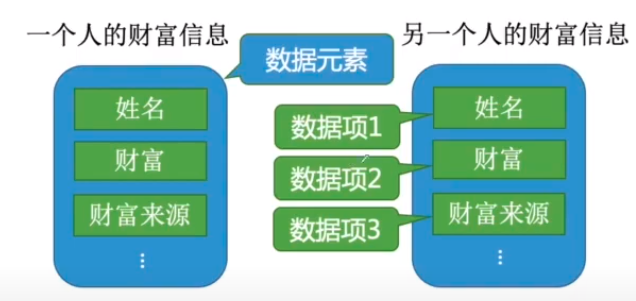 一个人的财富信息
另一个人的财富信息
数据元素
姓名
财富
财富来源
⋮
数据项1
数据项2
数据项3
姓名
财富
财富来源
⋮